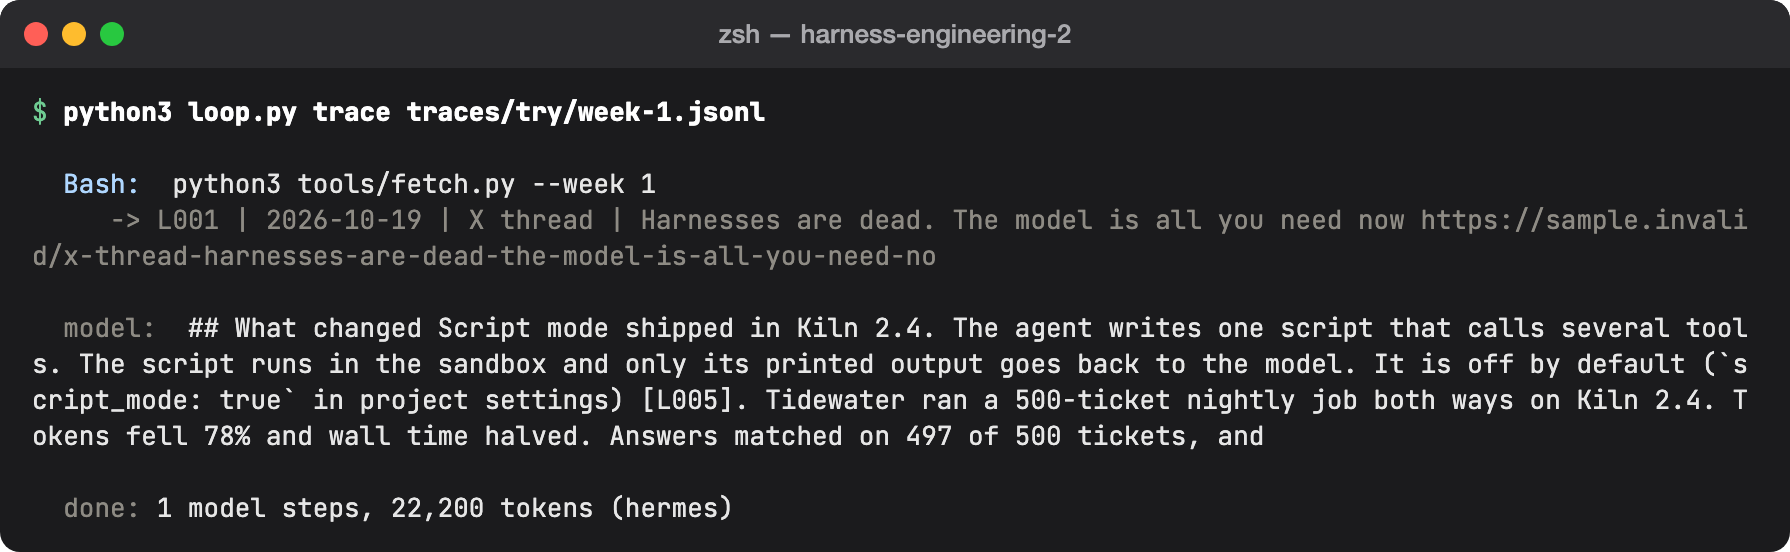 zsh — harness-engineering-2
$ python3 loop.py trace traces/try/week-1.jsonl
Bash:  python3 tools/fetch.py --week 1
-> L001 | 2026-10-19 | X thread | Harnesses are dead. The model is all you need now https://sample.invali
d/x-thread-harnesses-are-dead-the-model-is-all-you-need-no
model:  ## What changed Script mode shipped in Kiln 2.4. The agent writes one script that calls several tool
s. The script runs in the sandbox and only its printed output goes back to the model. It is off by default (`s
cript_mode: true` in project settings) [L005]. Tidewater ran a 500-ticket nightly job both ways on Kiln 2.4. T
okens fell 78% and wall time halved. Answers matched on 497 of 500 tickets, and
done: 1 model steps, 22,200 tokens (hermes)